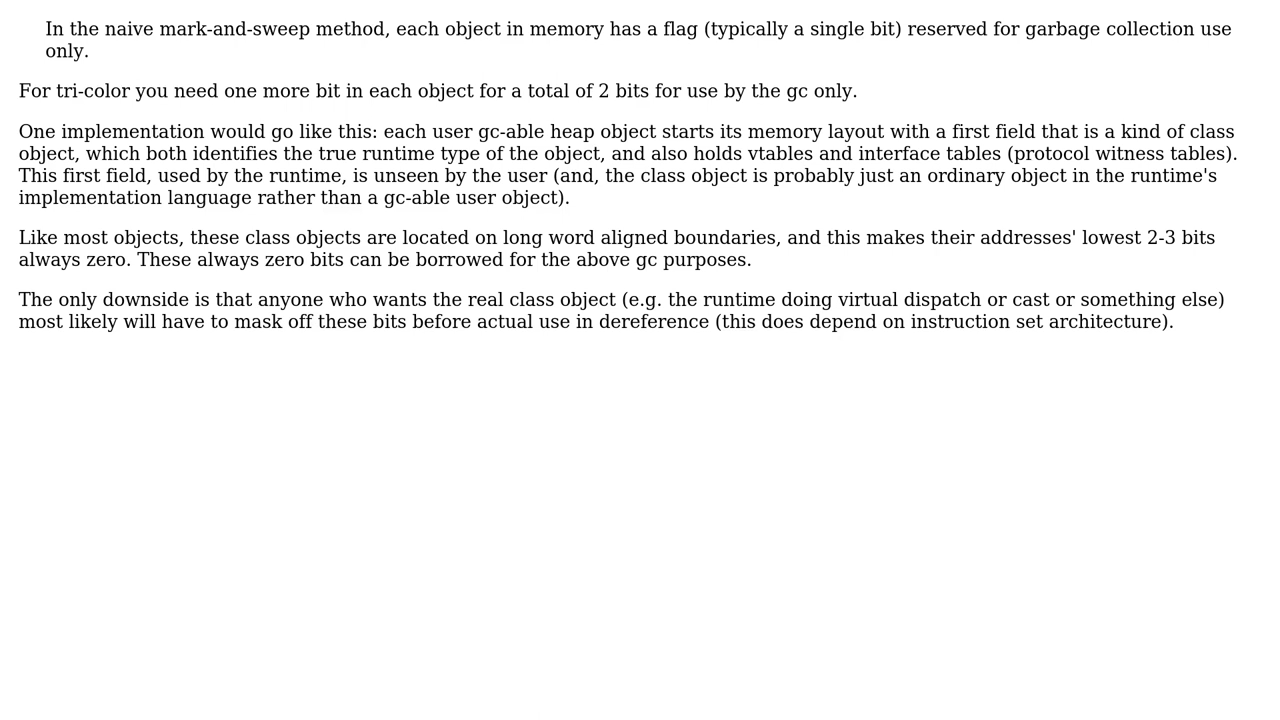 In the naive mark-and-sweep method, each object in memory has a flag (typically a single bit) reserved for garbage collection use
only.
For tri-color you need one more bit in each object for a total of 2 bits for use by the gc only.
One implementation would go like this: each user gc-able heap object starts its memory layout with a first field that is a kind of class
object, which both identifies the true runtime type of the object, and also holds vtables and interface tables (protocol witness tables).
This first field, used by the runtime, is unseen by the user (and, the class object is probably just an ordinary object in the runtime's
implementation language rather than a gc-able user object).
Like most objects, these class objects are located on long word aligned boundaries, and this makes their addresses' lowest 2-3 bits
always zero. These always zero bits can be borrowed for the above gc purposes.
The only downside is that anyone who wants the real class object (e.g. the runtime doing virtual dispatch or cast or something else)
most likely will have to mask off these bits before actual use in dereference (this does depend on instruction set architecture).